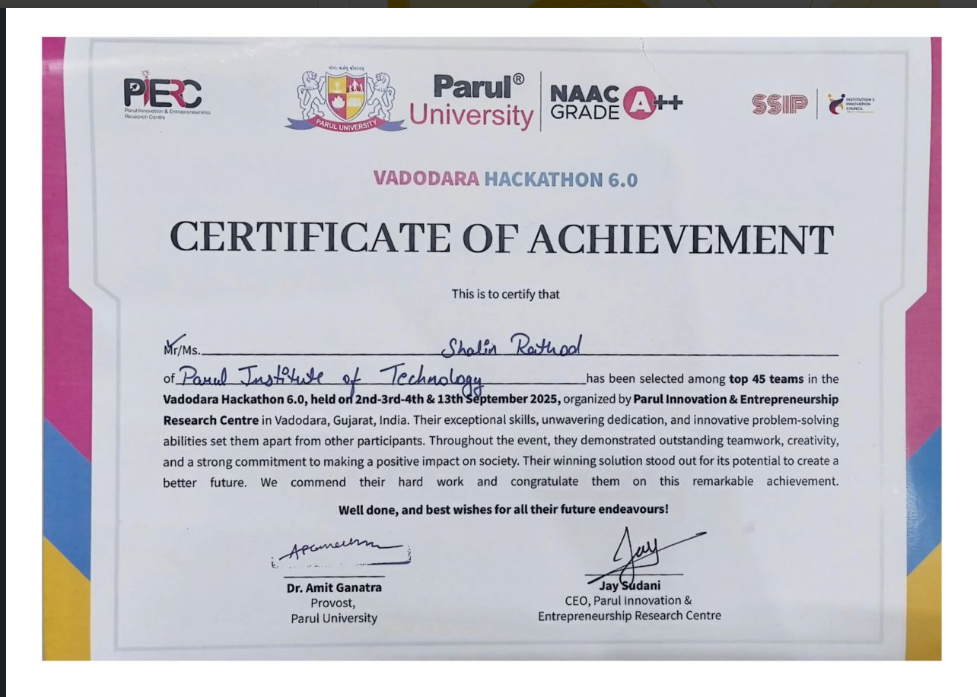 PIERC
Parul Innovation & Entrepreneurship
Research Centre
PARUL UNIVERSITY
Parul®
University
NAAC
GRADE A++
SSIP
INSTITUTION'S
INNOVATION
COUNCIL
VADODARA HACKATHON 6.0
CERTIFICATE OF ACHIEVEMENT
This is to certify that
Mr/Ms. Shalin Rathod
of Parul Institute of Technology has been selected among top 45 teams in the
Vadodara Hackathon 6.0, held on 2nd-3rd-4th & 13th September 2025, organized by Parul Innovation & Entrepreneurship
Research Centre in Vadodara, Gujarat, India. Their exceptional skills, unwavering dedication, and innovative problem-solving
abilities set them apart from other participants. Throughout the event, they demonstrated outstanding teamwork, creativity,
and a strong commitment to making a positive impact on society. Their winning solution stood out for its potential to create a
better future. We commend their hard work and congratulate them on this remarkable achievement.
Well done, and best wishes for all their future endeavours!
Jay
Dr. Amit Ganatra
Provost,
Parul University
Jay Sudani
CEO, Parul Innovation &
Entrepreneurship Research Centre